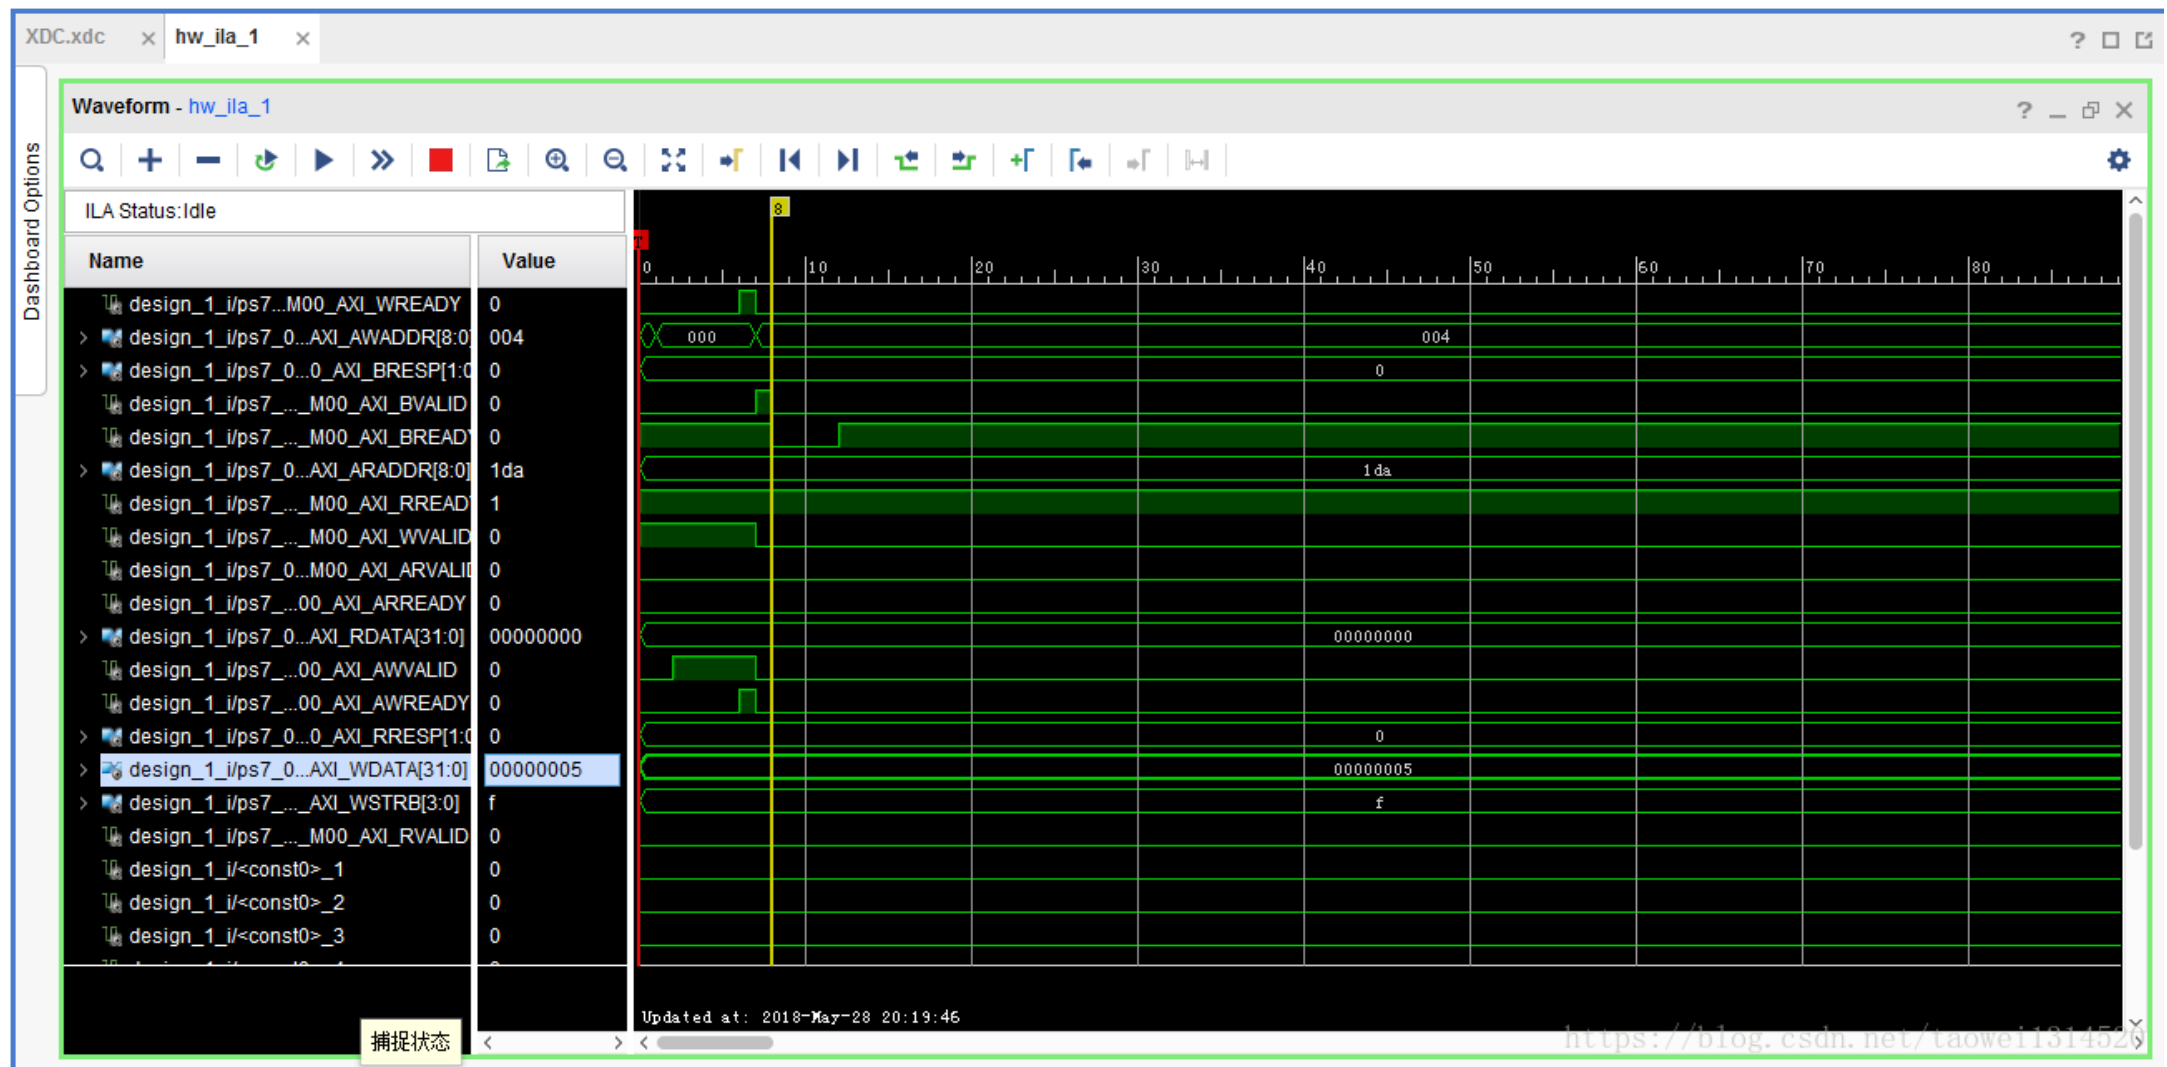 XDC.xdc hw_ila_1
Dashboard Options
Waveform - hw_ila_1
ILA Status:Idle
8
T
Name Value
0 10 20 30 40 50 60 70 80
design_1_i/ps7...M00_AXI_WREADY 0
design_1_i/ps7_0...AXI_AWADDR[8:0] 004 000 004
design_1_i/ps7_0...0_AXI_BRESP[1:0 0 0
design_1_i/ps7_..._M00_AXI_BVALID 0
design_1_i/ps7_..._M00_AXI_BREADY 0
design_1_i/ps7_0...AXI_ARADDR[8:0] 1da 1da
design_1_i/ps7_..._M00_AXI_RREAD 1
design_1_i/ps7_..._M00_AXI_WVALID 0
design_1_i/ps7_0...M00_AXI_ARVALID 0
design_1_i/ps7_...00_AXI_ARREADY 0
design_1_i/ps7_0...AXI_RDATA[31:0] 00000000 00000000
design_1_i/ps7_...00_AXI_AWVALID 0
design_1_i/ps7_...00_AXI_AWREADY 0
design_1_i/ps7_0...0_AXI_RRESP[1:0 0 0
design_1_i/ps7_0...AXI_WDATA[31:0] 00000005 00000005
design_1_i/ps7_..._AXI_WSTRB[3:0] f f
design_1_i/ps7_..._M00_AXI_RVALID 0
design_1_i/<const0>_1 0
design_1_i/<const0>_2 0
design_1_i/<const0>_3 0
Updated at: 2018-May-28 20:19:46
捕捉状态
https://blog.csdn.net/taowei1314520